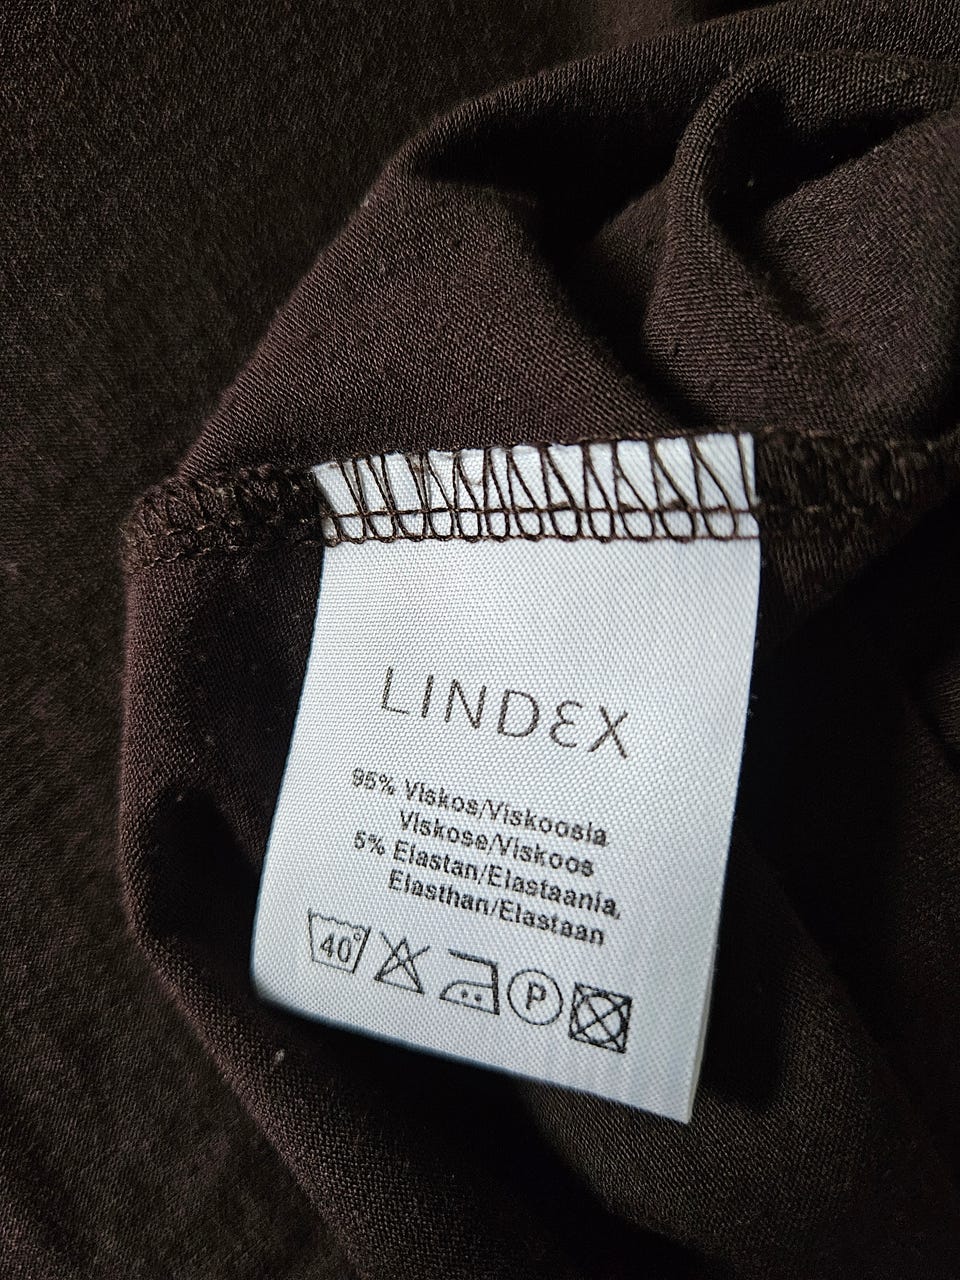 LINDEX
95% Viskos/Viskoosia
Viskose/Viskoos
5% Elastan/Elastaania,
Elasthan/Elastaan
40°
P